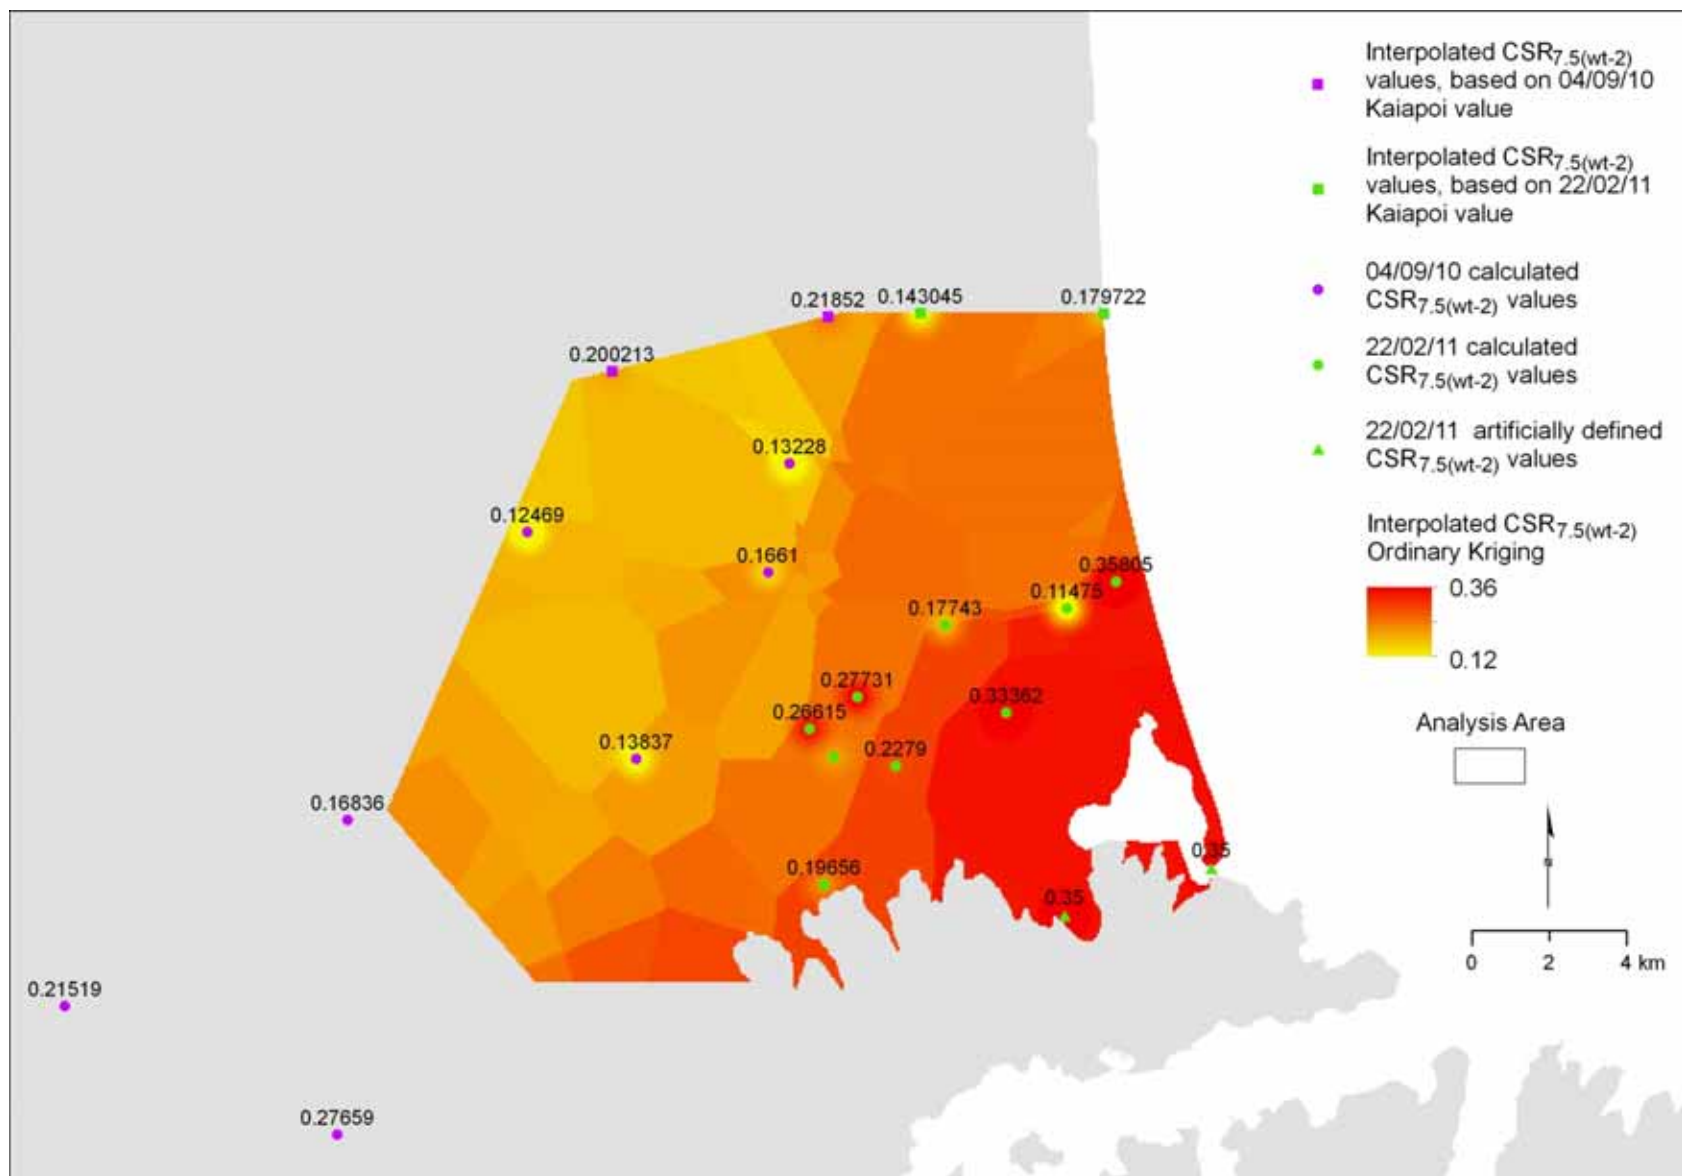 Interpolated CSR7.5(wt-2)
values, based on 04/09/10
Kaiapoi value
Interpolated CSR7.5(wt-2)
values, based on 22/02/11
Kaiapoi value
04/09/10 calculated
CSR7.5(wt-2) values
22/02/11 calculated
CSR7.5(wt-2) values
22/02/11 artificially defined
CSR7.5(wt-2) values
Interpolated CSR7.5(wt-2)
Ordinary Kriging
0.36
0.12
Analysis Area
0 2 4 km
0.21852 0.143045 0.179722
0.200213
0.13228
0.12469
0.1661
0.35805
0.11475
0.17743
0.27731
0.33362
0.26615
0.13837
0.2279
0.16836
0.35
0.19656
0.35
0.21519
0.27659